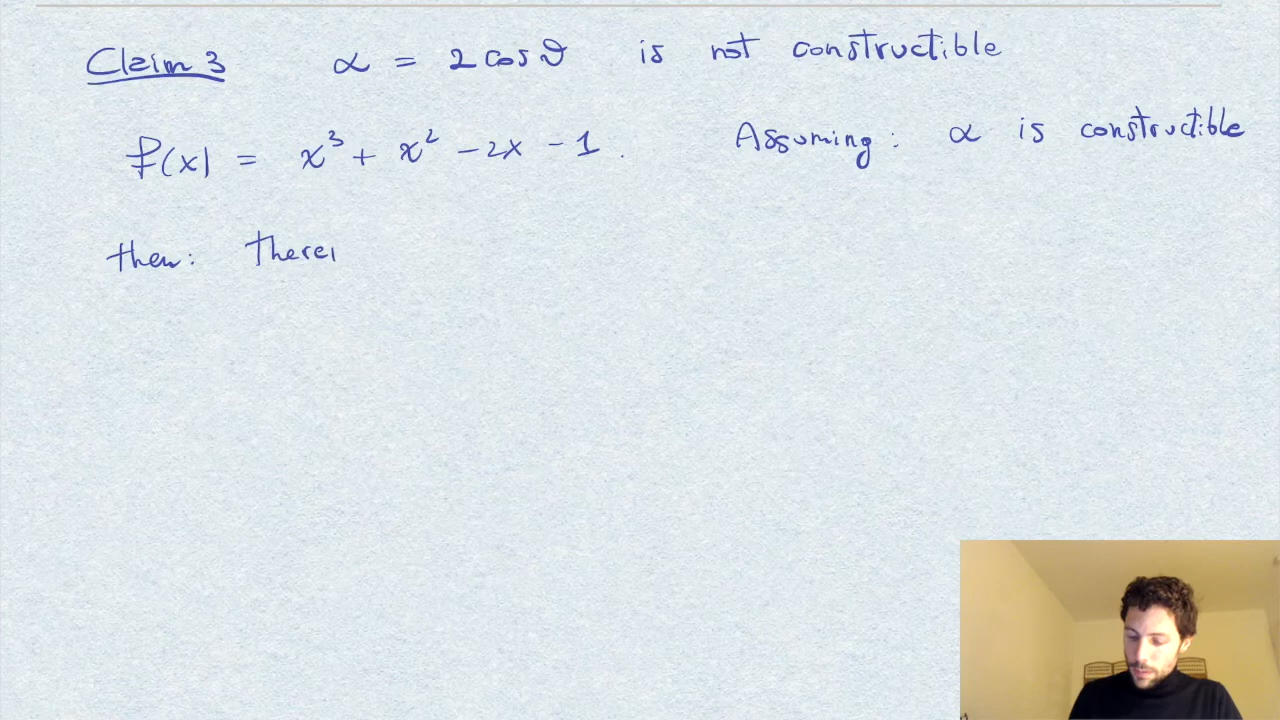 Claim 3 α = 2 cos ϑ is not constructible
f(x) = x³ + x² - 2x - 1. Assuming: α is constructible
then: there